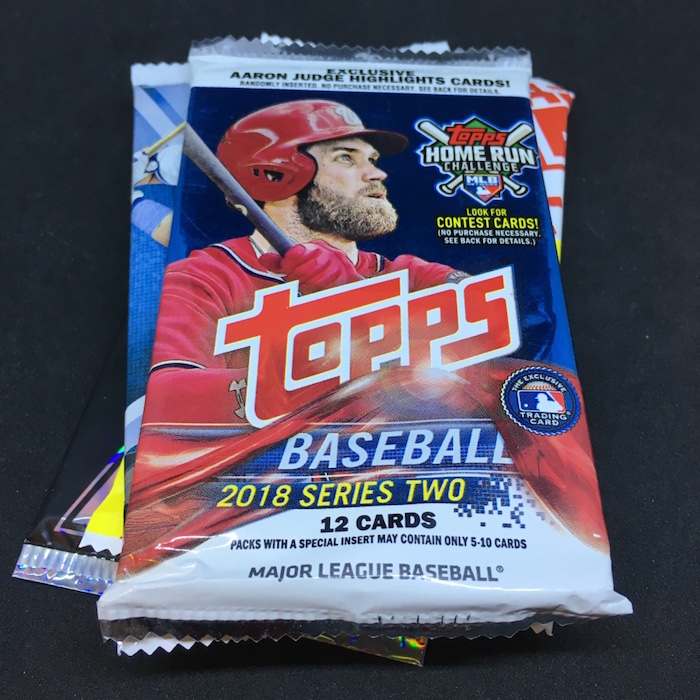 EXCLUSIVE
AARON JUDGE HIGHLIGHTS CARDS!
RANDOMLY INSERTED. NO PURCHASE NECESSARY. SEE BACK FOR DETAILS.
TOPPS
HOME RUN
CHALLENGE
MLB
LOOK FOR
CONTEST CARDS!
(NO PURCHASE NECESSARY.
SEE BACK FOR DETAILS.)
TOPPS
THE EXCLUSIVE
TRADING
CARD
BASEBALL
2018 SERIES TWO
12 CARDS
PACKS WITH A SPECIAL INSERT MAY CONTAIN ONLY 5-10 CARDS
MAJOR LEAGUE BASEBALL®